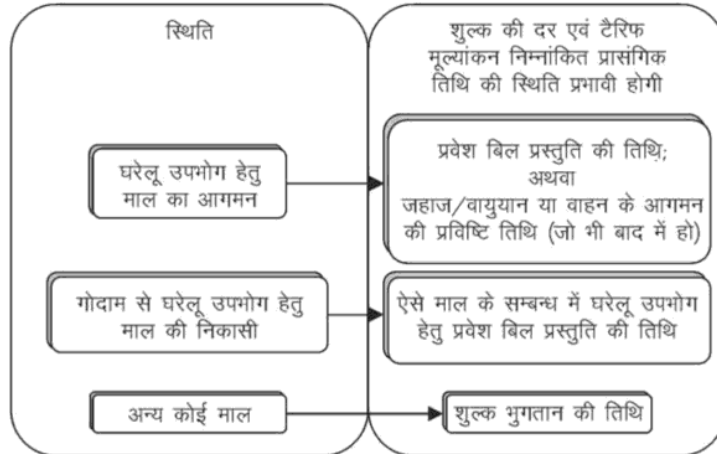 स्थिति
शुल्क की दर एवं टैरिफ
मूल्यांकन निम्नांकित प्रासंगिक
तिथि की स्थिति प्रभावी होगी
घरेलू उपभोग हेतु
माल का आगमन
प्रवेश बिल प्रस्तुति की तिथि;
अथवा
जहाज/वायुयान या वाहन के आगमन
की प्रविष्टि तिथि (जो भी बाद में हो)
गोदाम से घरेलू उपभोग हेतु
माल की निकासी
ऐसे माल के सम्बन्ध में घरेलू उपभोग
हेतु प्रवेश बिल प्रस्तुति की तिथि
अन्य कोई माल
शुल्क भुगतान की तिथि